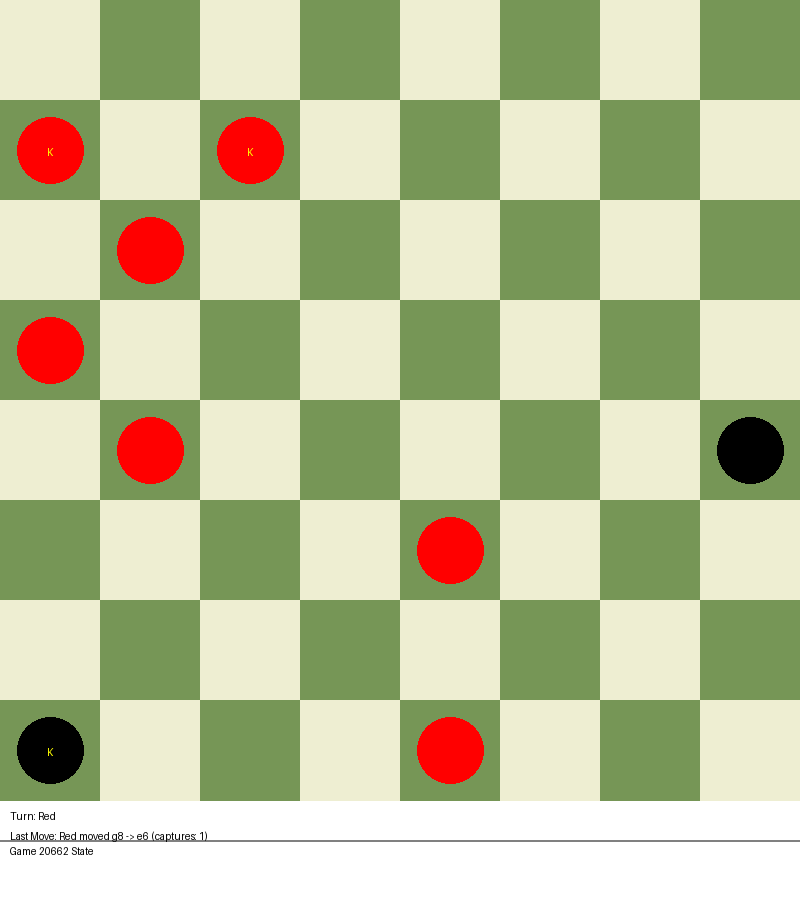 K K
K
Turn: Red
Last Move: Red moved g8 -> e6 (captures: 1)
Game 20662 State